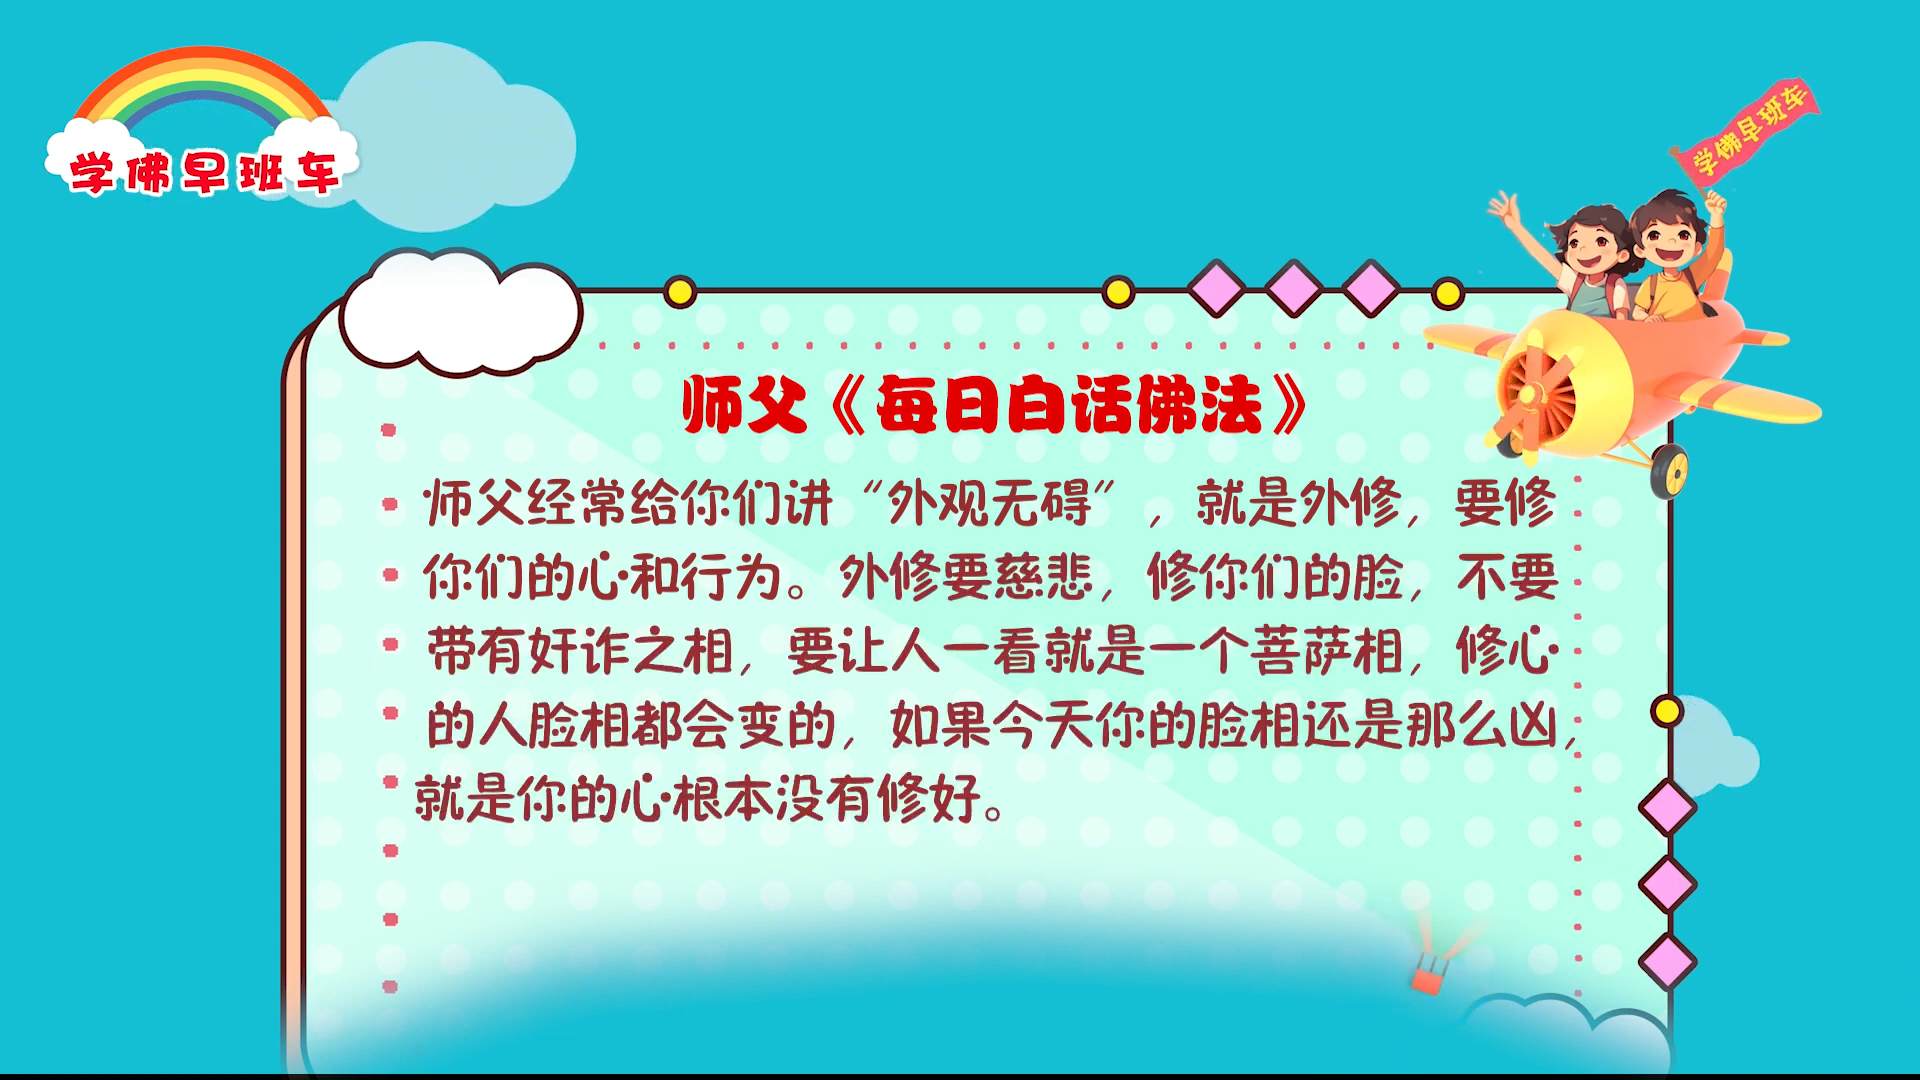 学佛早班车
学佛早班车
师父《每日白话佛法》
师父经常给你们讲“外观无碍”，就是外修，要修
你们的心和行为。外修要慈悲，修你们的脸，不要
带有奸诈之相，要让人一看就是一个菩萨相，修心
的人脸相都会变的，如果今天你的脸相还是那么凶，
就是你的心根本没有修好。